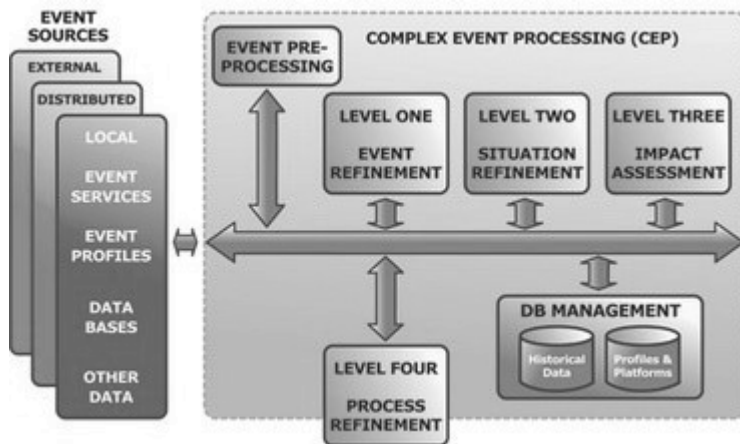 EVENT
SOURCES
EXTERNAL
DISTRIBUTED
LOCAL
EVENT
SERVICES
EVENT
PROFILES
DATA
BASES
OTHER
DATA
COMPLEX EVENT PROCESSING (CEP)
EVENT PRE-
PROCESSING
LEVEL ONE
EVENT
REFINEMENT
LEVEL TWO
SITUATION
REFINEMENT
LEVEL THREE
IMPACT
ASSESSMENT
DB MANAGEMENT
Historical
Data
Profiles &
Platforms
LEVEL FOUR
PROCESS
REFINEMENT